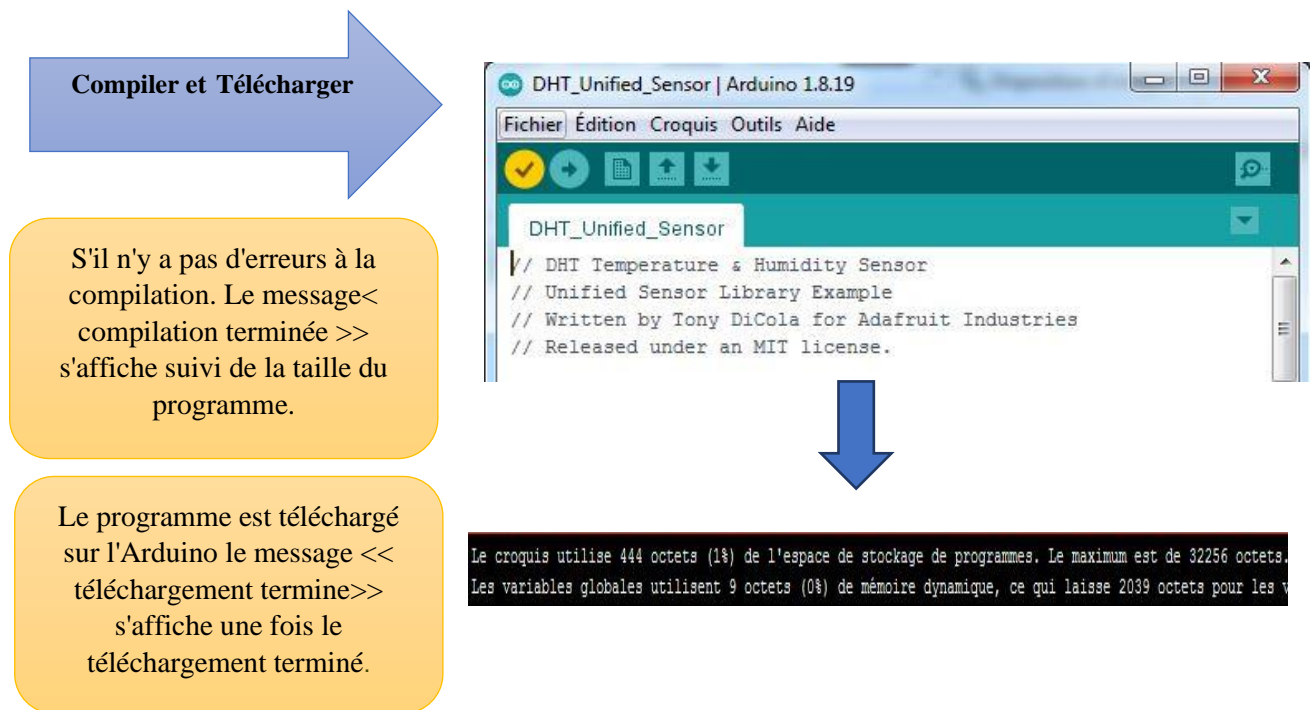 Compiler et Télécharger
S'il n'y a pas d'erreurs à la
compilation. Le message<
compilation terminée >>
s'affiche suivi de la taille du
programme.
Le programme est téléchargé
sur l'Arduino le message <<
téléchargement termine>>
s'affiche une fois le
téléchargement terminé.
DHT_Unified_Sensor | Arduino 1.8.19
Fichier Édition Croquis Outils Aide
DHT_Unified_Sensor
// DHT Temperature & Humidity Sensor
// Unified Sensor Library Example
// Written by Tony DiCola for Adafruit Industries
// Released under an MIT license.
Le croquis utilise 444 octets (1%) de l'espace de stockage de programmes. Le maximum est de 32256 octets.
Les variables globales utilisent 9 octets (0%) de mémoire dynamique, ce qui laisse 2039 octets pour les